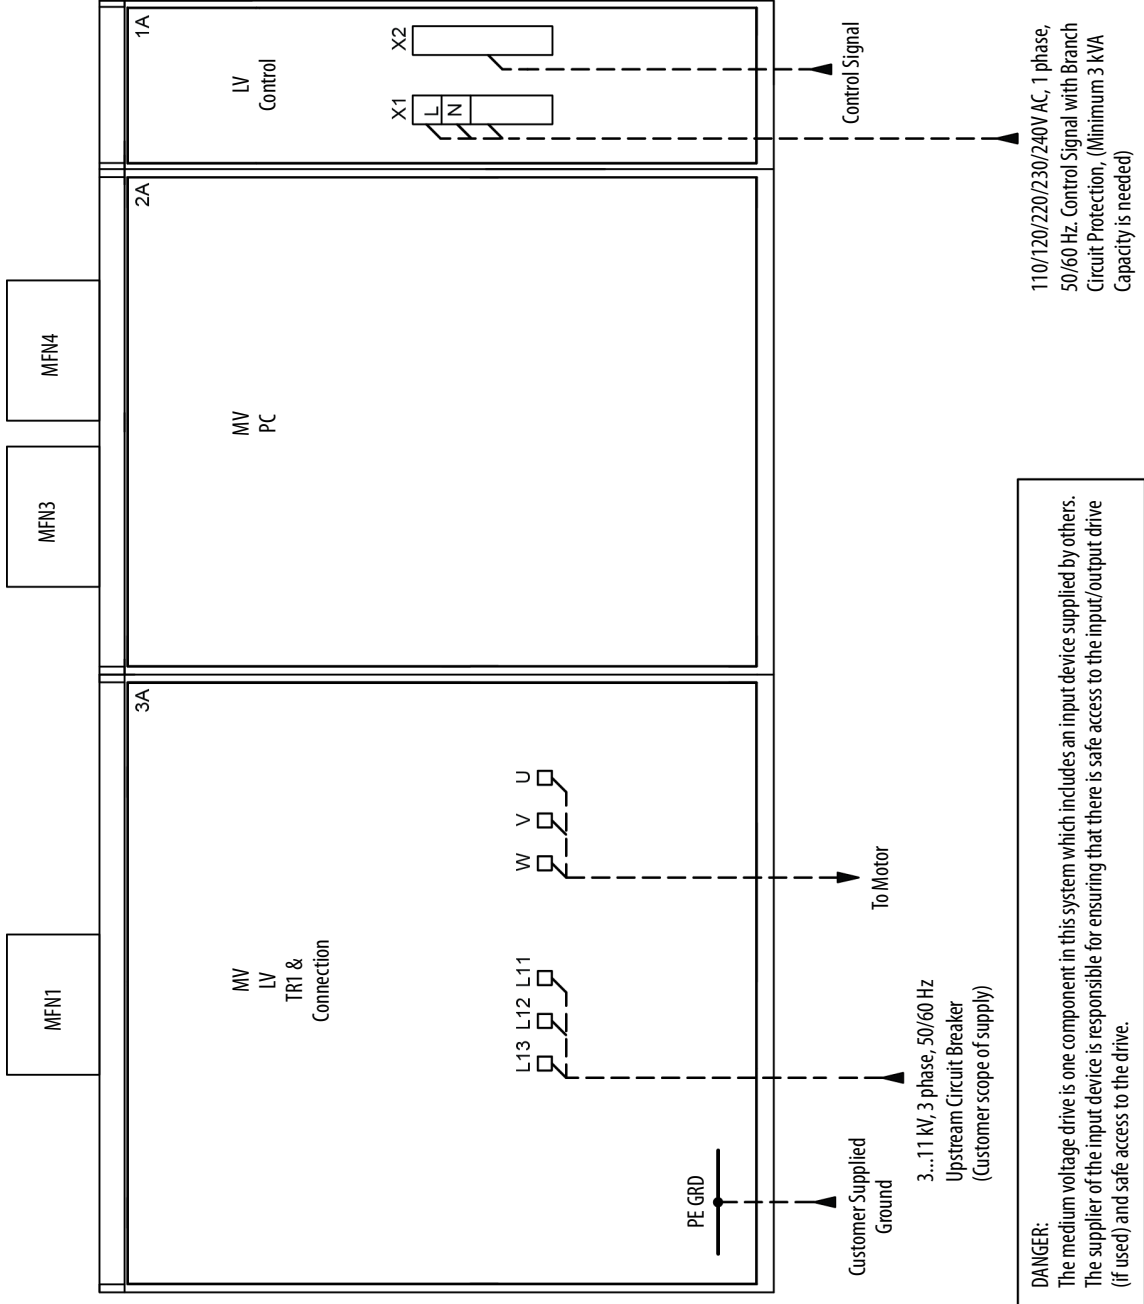 MFN1
MFN3
MFN4
3A
MV
LV
TR1 &
Connection
2A
MV
PC
1A
LV
Control
L13
L12
L11
W
V
U
X1
L
N
X2
PE GRD
Customer Supplied
Ground
3...11 kV, 3 phase, 50/60 Hz
Upstream Circuit Breaker
(Customer scope of supply)
To Motor
Control Signal
110/120/220/230/240V AC, 1 phase,
50/60 Hz. Control Signal with Branch
Circuit Protection, (Minimum 3 kVA
Capacity is needed)
DANGER:
The medium voltage drive is one component in this system which includes an input device supplied by others.
The supplier of the input device is responsible for ensuring that there is safe access to the input/output drive
(if used) and safe access to the drive.